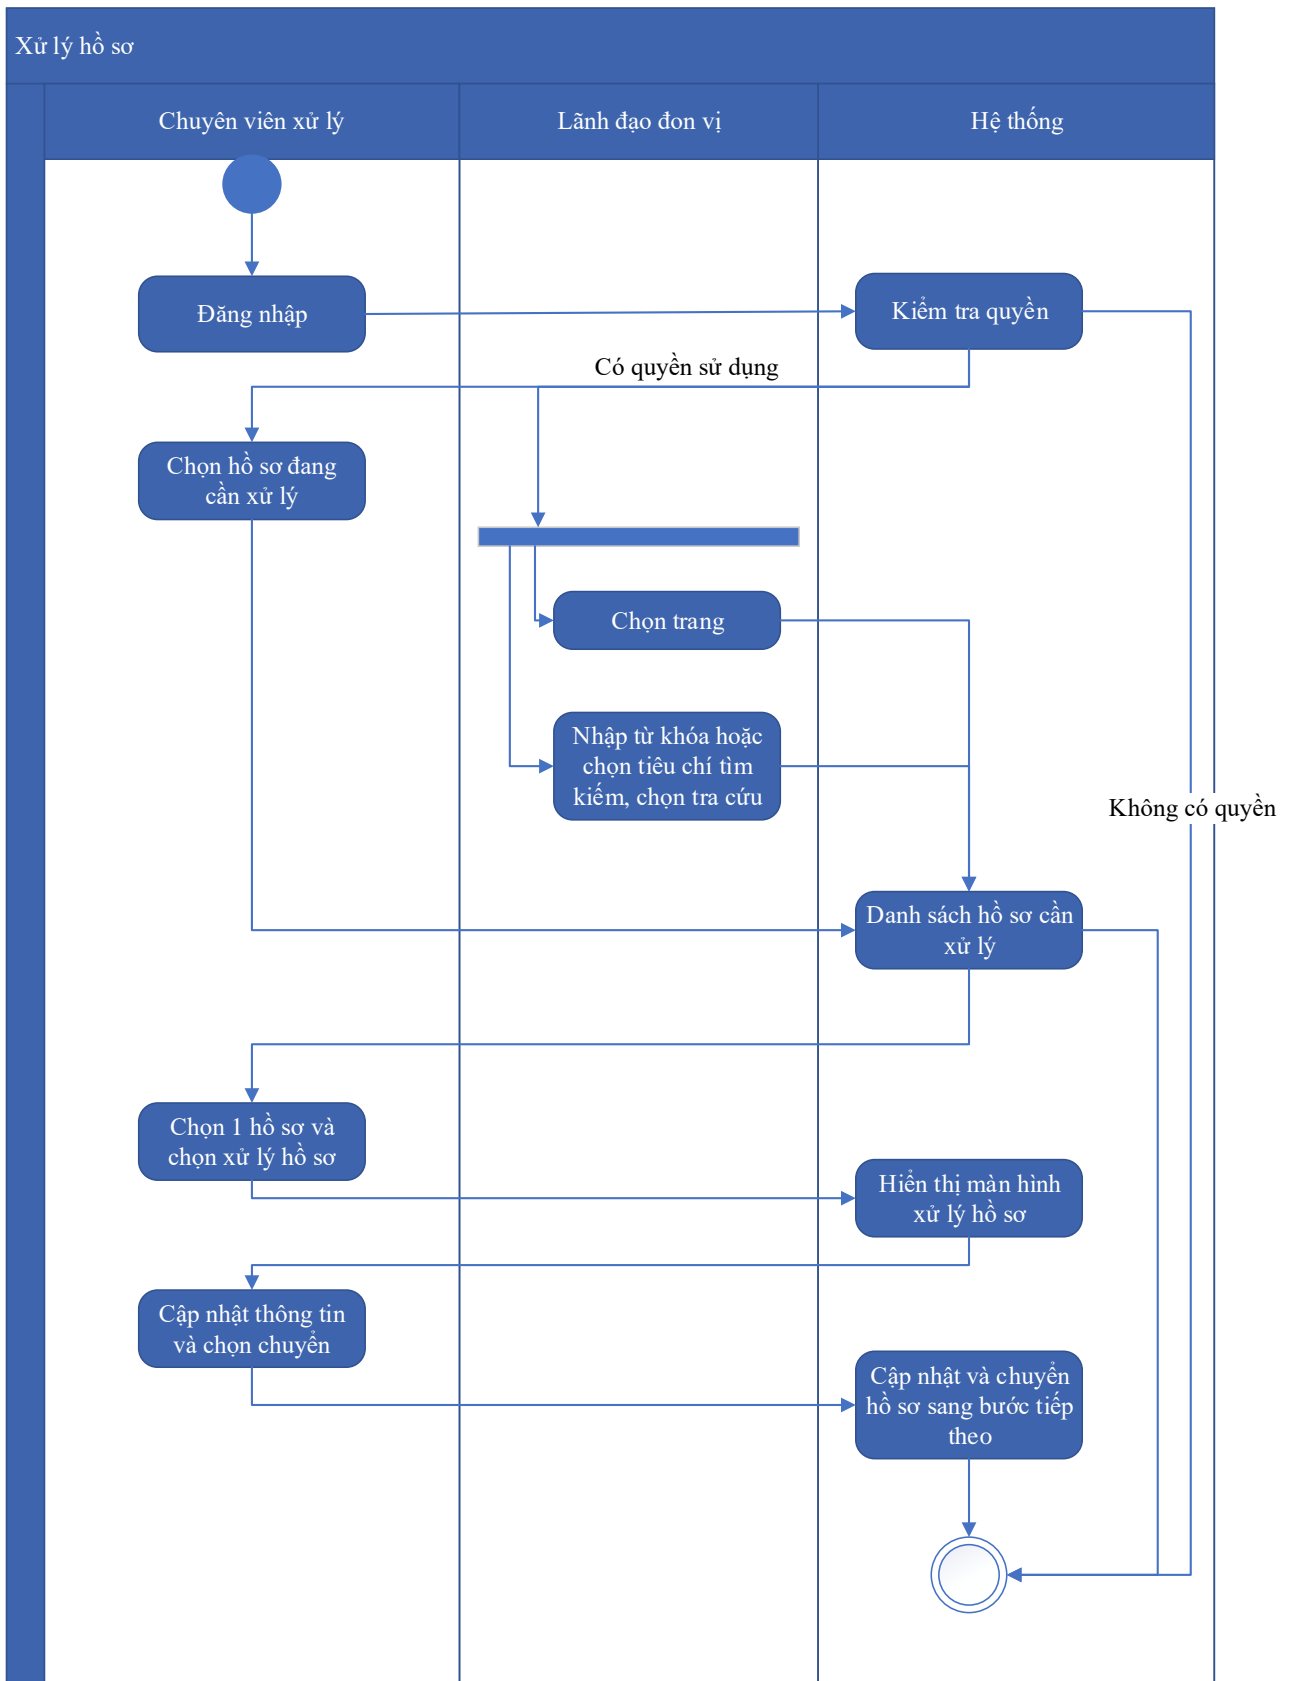 Xử lý hồ sơ
Chuyên viên xử lý
Lãnh đạo đon vị
Hệ thống
Đăng nhập
Kiểm tra quyền
Có quyền sử dụng
Chọn hồ sơ đang
cần xử lý
Chọn trang
Nhập từ khóa hoặc
chọn tiêu chí tìm
kiếm, chọn tra cứu
Không có quyền
Danh sách hồ sơ cần
xử lý
Chọn 1 hồ sơ và
chọn xử lý hồ sơ
Hiển thị màn hình
xử lý hồ sơ
Cập nhật thông tin
và chọn chuyển
Cập nhật và chuyển
hồ sơ sang bước tiếp
theo